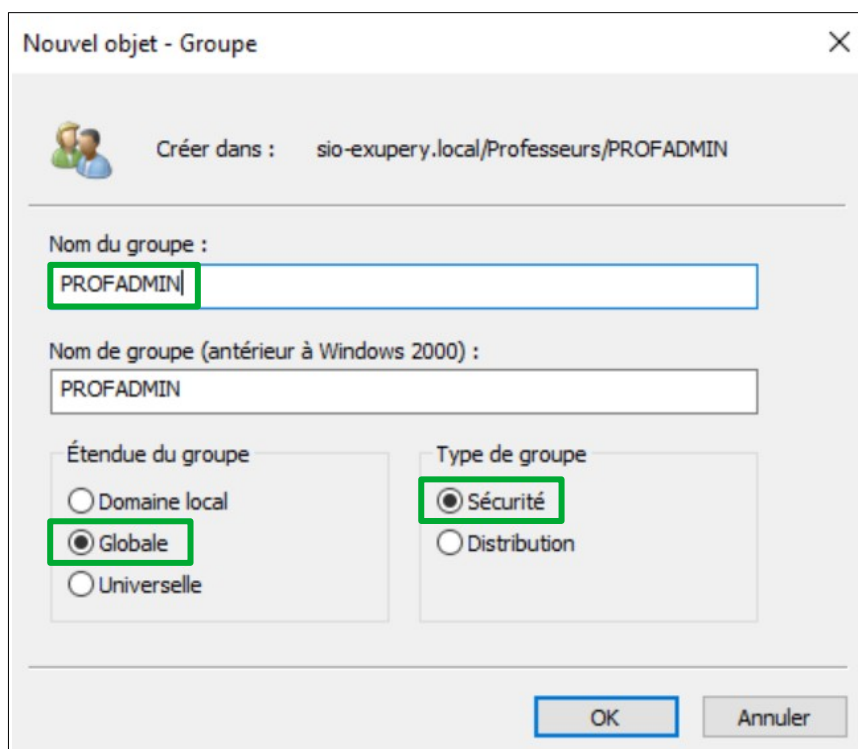 Nouvel objet - Groupe
Créer dans : sio-exupery.local/Professeurs/PROFADMIN
Nom du groupe :
PROFADMIN
Nom de groupe (antérieur à Windows 2000) :
PROFADMIN
Étendue du groupe
Type de groupe
Domaine local
Sécurité
Globale
Distribution
Universelle
OK
Annuler